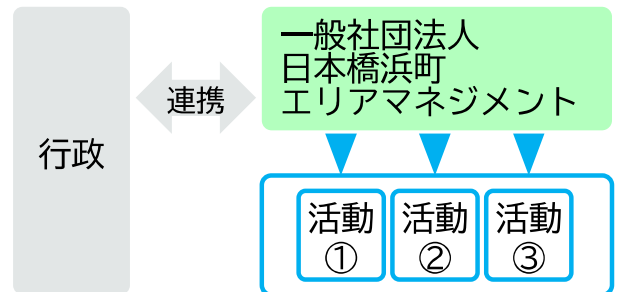 行政
連携
一般社団法人
日本橋浜町
エリアマネジメント
活動
①
活動
②
活動
③